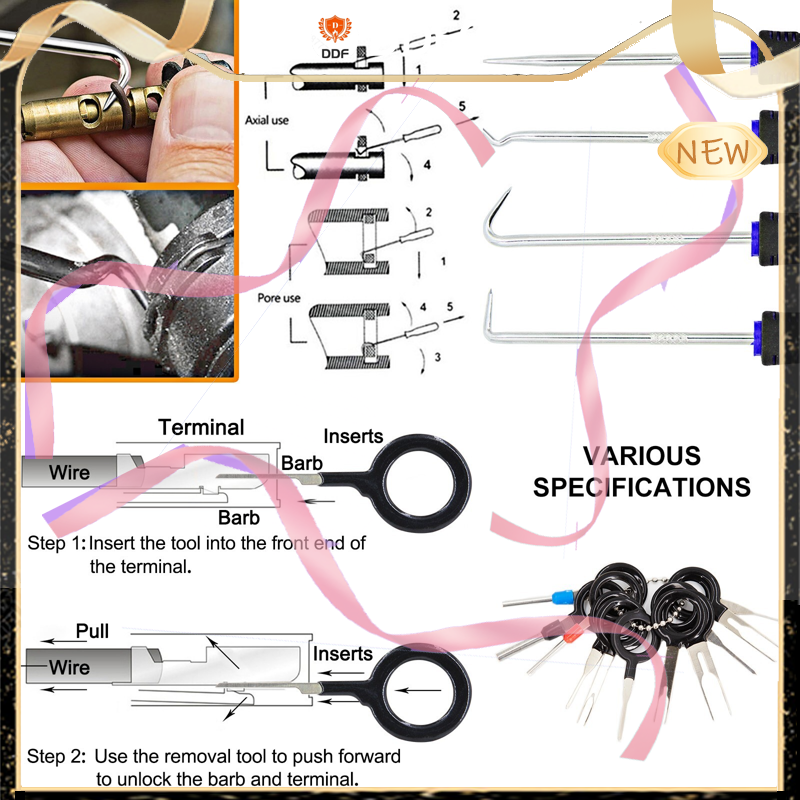 D
DDF
2
1
Axial use
5
4
NEW
2
1
Pore use
4
5
3
Terminal
Inserts
Wire
Barb
Barb
Step 1: Insert the tool into the front end of
the terminal.
VARIOUS
SPECIFICATIONS
Pull
Wire
Inserts
Step 2: Use the removal tool to push forward
to unlock the barb and terminal.